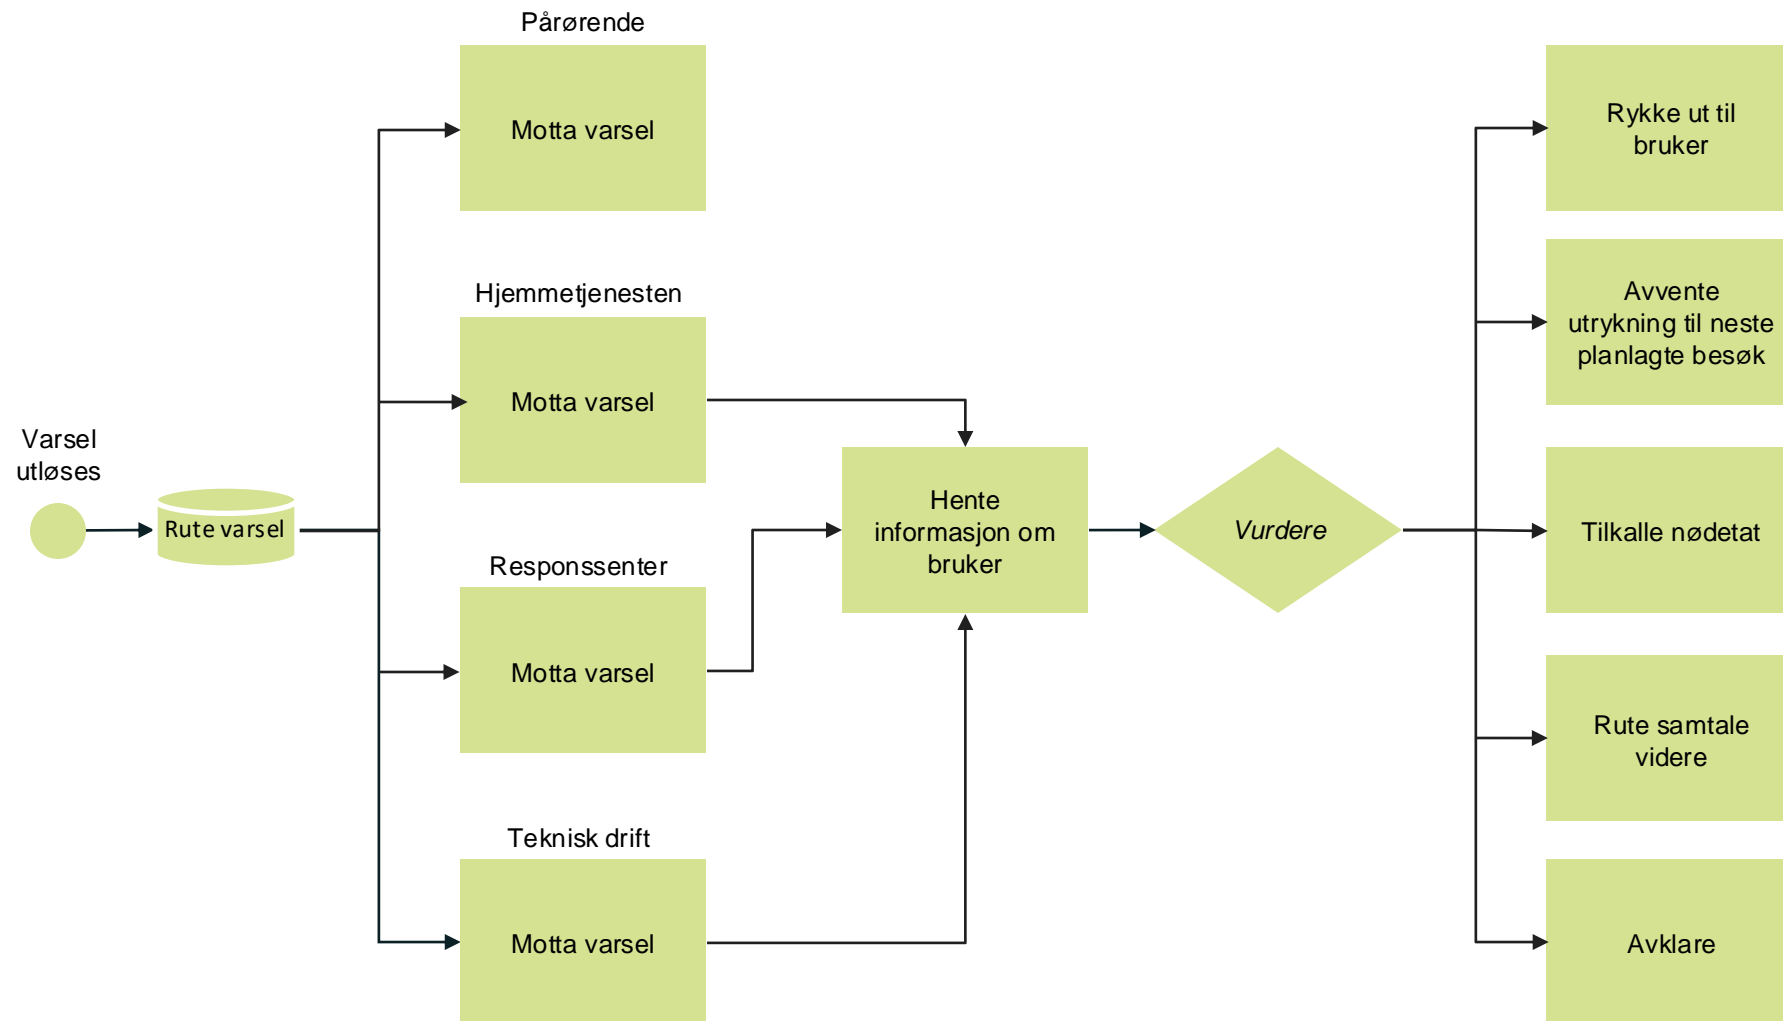 Pårørende
Motta varsel
Hjemmetjenesten
Motta varsel
Varsel
utløses
Rute varsel
Responssenter
Motta varsel
Teknisk drift
Motta varsel
Hente
informasjon om
bruker
Vurdere
Rykke ut til
bruker
Avvente
utrykning til neste
planlagte besøk
Tilkalle nødetat
Rute samtale
videre
Avklare